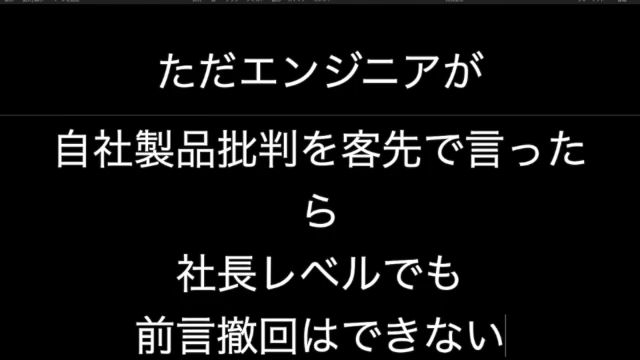 ただエンジニアが
自社製品批判を客先で言った
ら
社長レベルでも
前言撤回はできない